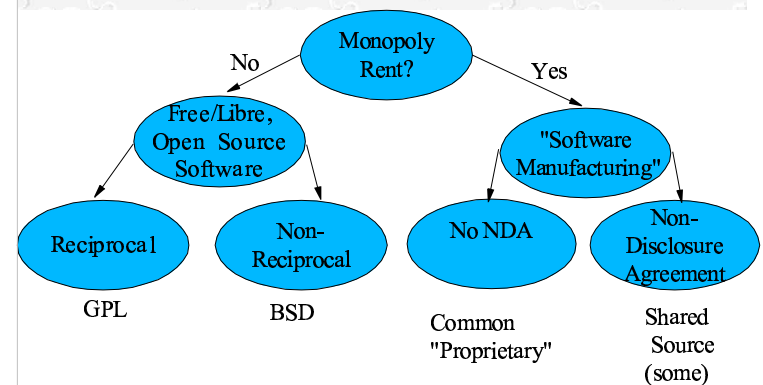 Monopoly
Rent?
No
Yes
Free/Libre,
Open Source
Software
"Software
Manufacturing"
Reciprocal
Non-
Reciprocal
No NDA
Non-
Disclosure
Agreement
GPL
BSD
Common
"Proprietary"
Shared
Source
(some)